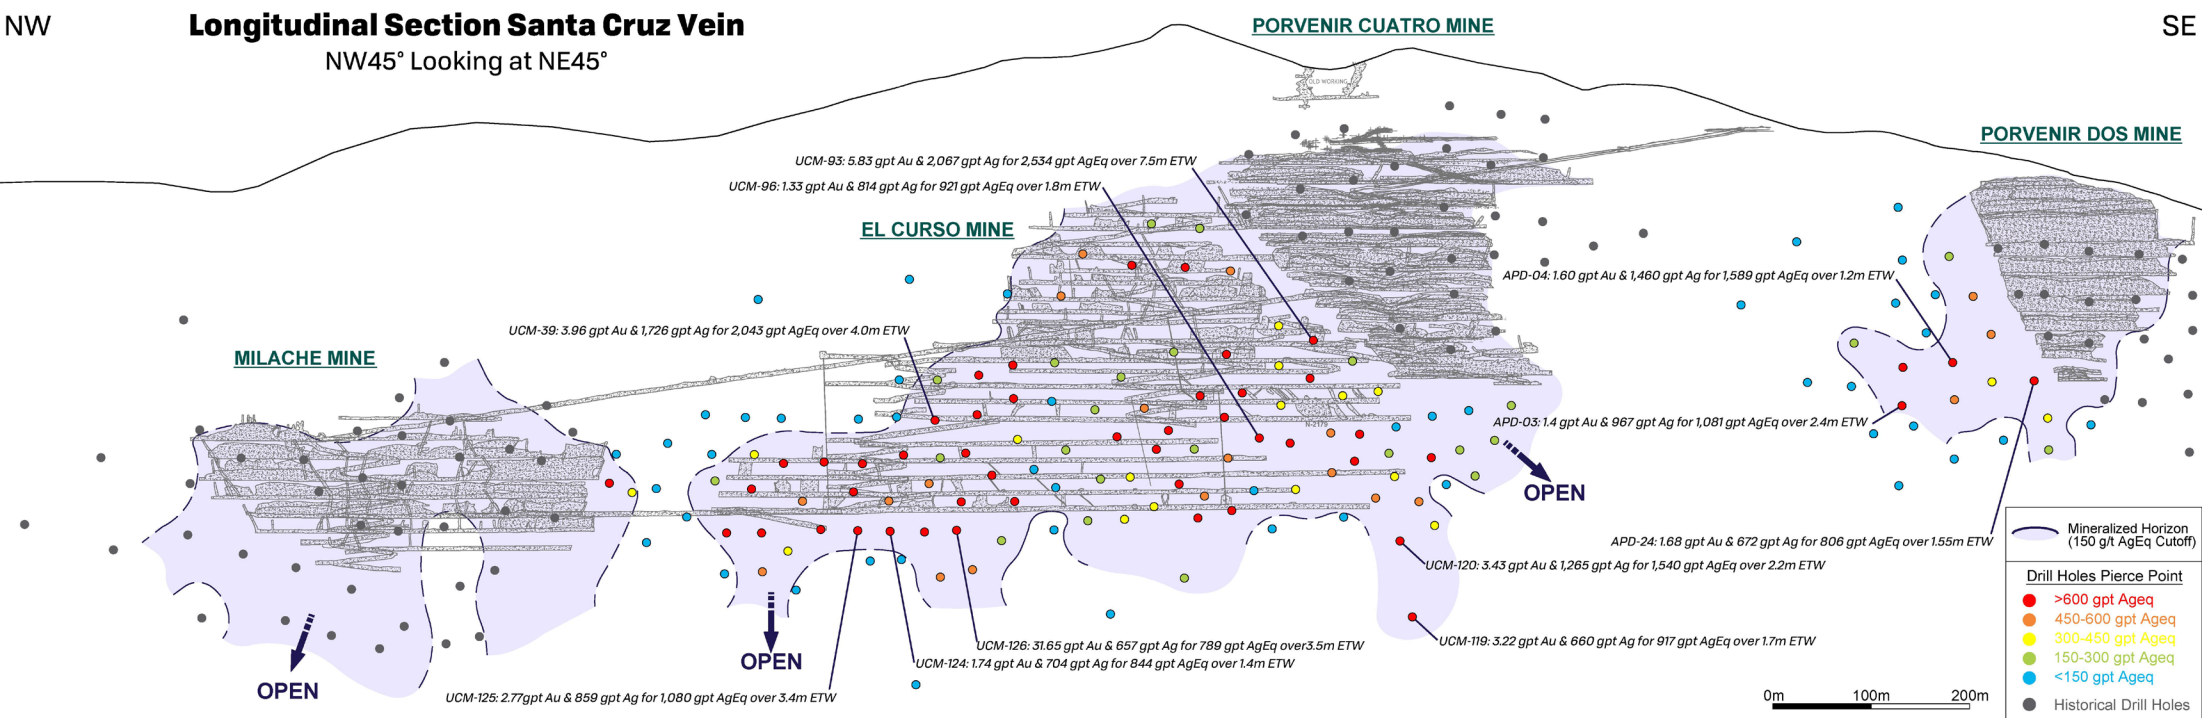 NW
Longitudinal Section Santa Cruz Vein
NW45° Looking at NE45°
PORVENIR CUATRO MINE
SE
OLD WORKING
PORVENIR DOS MINE
UCM-93: 5.83 gpt Au & 2,067 gpt Ag for 2,534 gpt AgEq over 7.5m ETW
UCM-96: 1.33 gpt Au & 814 gpt Ag for 921 gpt AgEq over 1.8m ETW
EL CURSO MINE
APD-04: 1.60 gpt Au & 1,460 gpt Ag for 1,589 gpt AgEq over 1.2m ETW
UCM-39: 3.96 gpt Au & 1,726 gpt Ag for 2,043 gpt AgEq over 4.0m ETW
MILACHE MINE
N-2179
APD-03: 1.4 gpt Au & 967 gpt Ag for 1,081 gpt AgEq over 2.4m ETW
OPEN
APD-24: 1.68 gpt Au & 672 gpt Ag for 806 gpt AgEq over 1.55m ETW
UCM-120: 3.43 gpt Au & 1,265 gpt Ag for 1,540 gpt AgEq over 2.2m ETW
UCM-119: 3.22 gpt Au & 660 gpt Ag for 917 gpt AgEq over 1.7m ETW
UCM-126: 31.65 gpt Au & 657 gpt Ag for 789 gpt AgEq over3.5m ETW
UCM-124: 1.74 gpt Au & 704 gpt Ag for 844 gpt AgEq over 1.4m ETW
OPEN
OPEN
UCM-125: 2.77gpt Au & 859 gpt Ag for 1,080 gpt AgEq over 3.4m ETW
Mineralized Horizon
(150 g/t AgEq Cutoff)
Drill Holes Pierce Point
>600 gpt Ageq
450-600 gpt Ageq
300-450 gpt Ageq
150-300 gpt Ageq
<150 gpt Ageq
Historical Drill Holes
0m 100m 200m